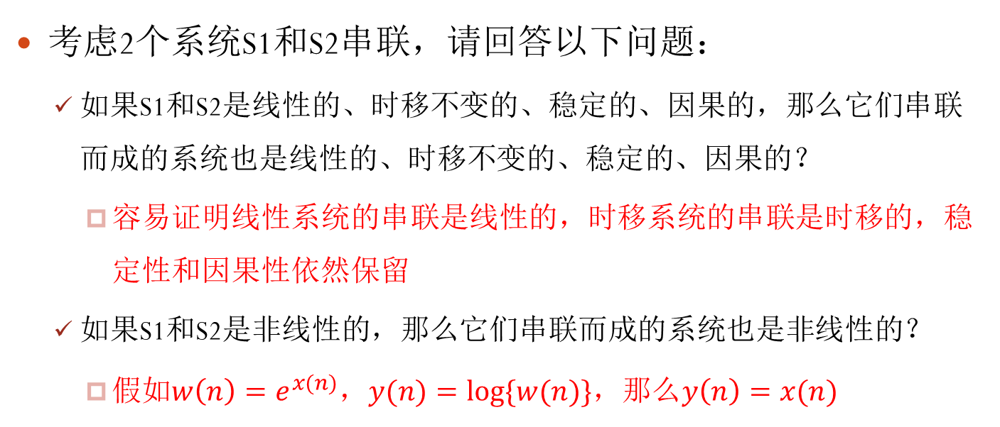 • 考虑2个系统S1和S2串联，请回答以下问题：
✓ 如果S1和S2是线性的、时移不变的、稳定的、因果的，那么它们串联
而成的系统也是线性的、时移不变的、稳定的、因果的？
□ 容易证明线性系统的串联是线性的，时移系统的串联是时移的，稳
定性和因果性依然保留
✓ 如果S1和S2是非线性的，那么它们串联而成的系统也是非线性的？
□ 假如$w(n) = e^{x(n)}$，$y(n) = \log\{w(n)\}$，那么$y(n) = x(n)$